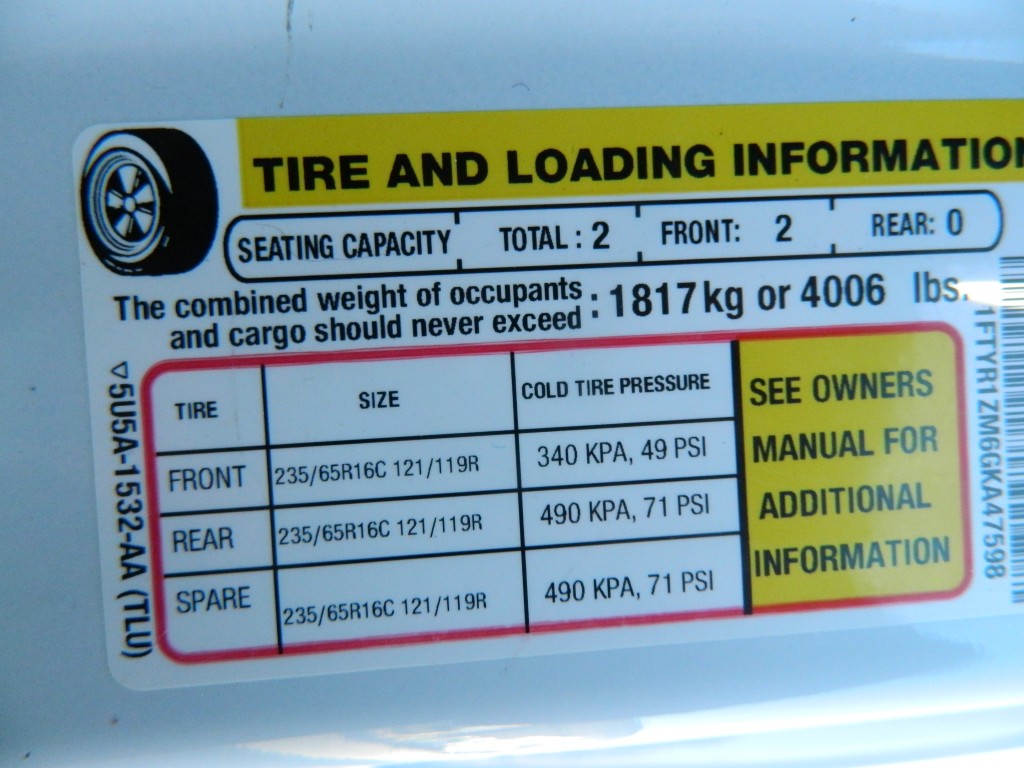 TIRE AND LOADING INFORMATION
SEATING CAPACITY TOTAL : 2 FRONT: 2 REAR: 0
The combined weight of occupants
and cargo should never exceed : 1817kg or 4006 lbs.
TIRE SIZE COLD TIRE PRESSURE
FRONT 235/65R16C 121/119R 340 KPA, 49 PSI
REAR 235/65R16C 121/119R 490 KPA, 71 PSI
SPARE 235/65R16C 121/119R 490 KPA, 71 PSI
SEE OWNERS
MANUAL FOR
ADDITIONAL
INFORMATION
5U5A-1532-AA (TLU)
1FTYR1ZM6GKA47598